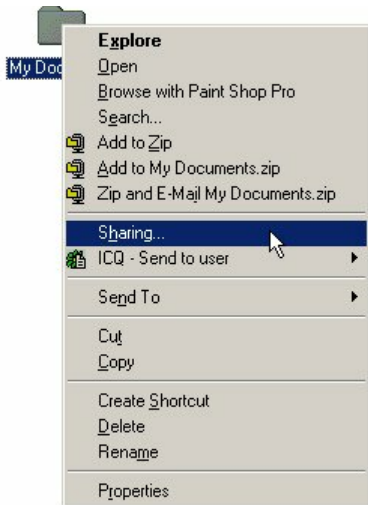 My Doc
Explore
Open
Browse with Paint Shop Pro
Search...
Add to Zip
Add to My Documents.zip
Zip and E-Mail My Documents.zip
Sharing...
ICQ - Send to user
Send To
Cut
Copy
Create Shortcut
Delete
Rename
Properties